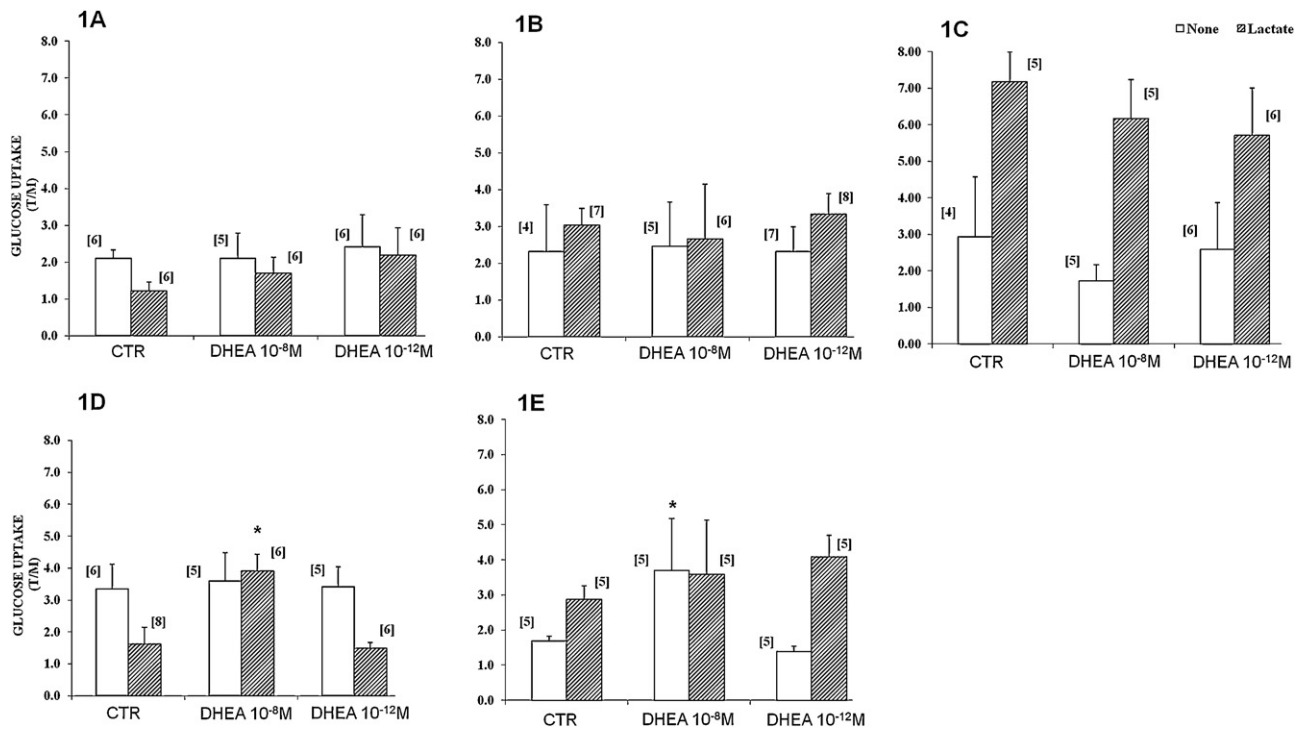 1A
GLUCOSE UPTAKE
(T/M)
8.0
7.0
6.0
5.0
4.0
3.0
2.0
1.0
0.0
[6]
[6]
[5]
[6]
[6]
[6]
CTR
DHEA 10-8M
DHEA 10-12M
1B
8.0
7.0
6.0
5.0
4.0
3.0
2.0
1.0
0.0
[4]
[7]
[5]
[6]
[7]
[8]
CTR
DHEA 10-8M
DHEA 10-12M
1C
None
Lactate
8.00
7.00
6.00
5.00
4.00
3.00
2.00
1.00
0.00
[4]
[5]
[5]
[5]
[6]
[6]
CTR
DHEA 10-8M
DHEA 10-12M
1D
GLUCOSE UPTAKE
(T/M)
8.0
7.0
6.0
5.0
4.0
3.0
2.0
1.0
0.0
[6]
[8]
[5]
*
[6]
[5]
[6]
CTR
DHEA 10-8M
DHEA 10-12M
1E
8.0
7.0
6.0
5.0
4.0
3.0
2.0
1.0
0.0
[5]
[5]
*
[5]
[5]
[5]
[5]
CTR
DHEA 10-8M
DHEA 10-12M